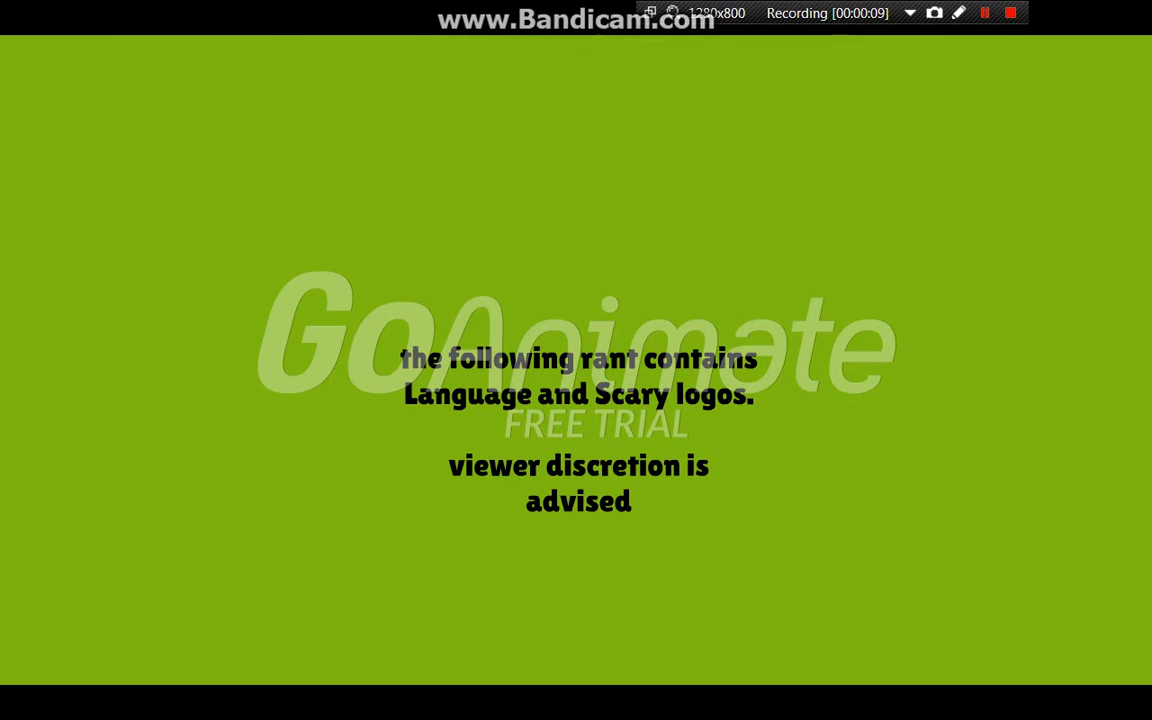 www.Bandicam.com
1280x800 Recording [00:00:09]
GoAnimate
the following rant contains
Language and Scary logos.
FREE TRIAL
viewer discretion is
advised